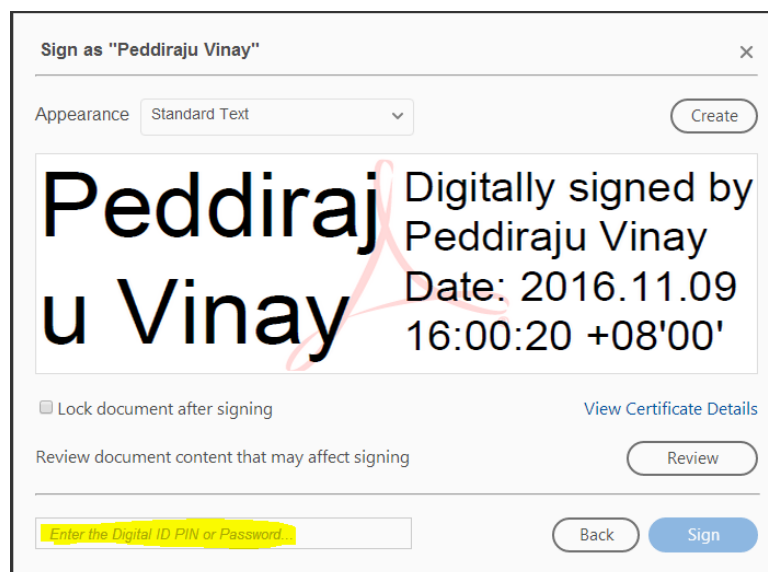 Sign as "Peddiraju Vinay"
Appearance Standard Text Create
Peddiraj
u Vinay
Digitally signed by
Peddiraju Vinay
Date: 2016.11.09
16:00:20 +08'00'
Lock document after signing View Certificate Details
Review document content that may affect signing Review
Enter the Digital ID PIN or Password... Back Sign